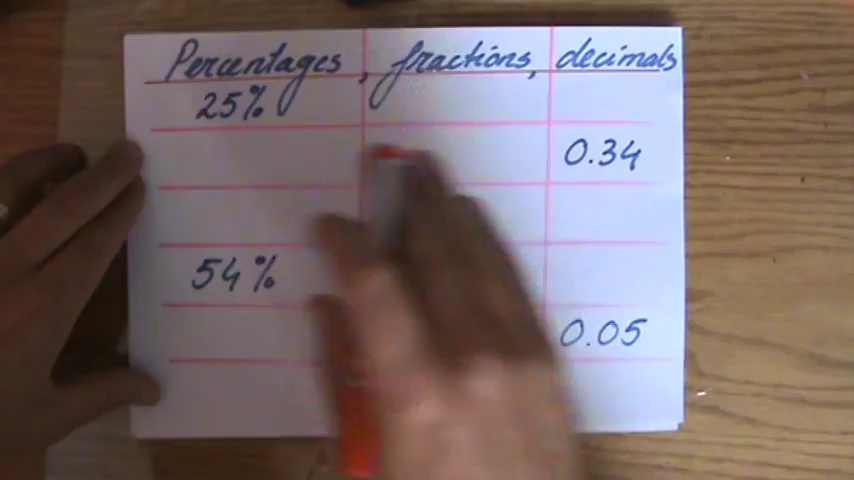 Percentages, fractions, decimals
25%
0.34
54%
0.05